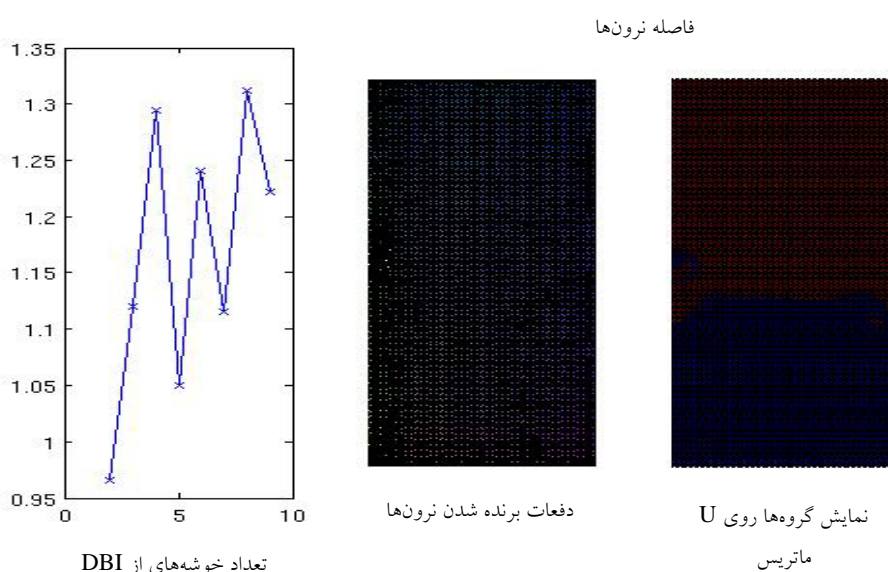 فاصله نرون‌ها
1.35
1.3
1.25
1.2
1.15
1.1
1.05
1
0.95
0
5
10
تعداد خوشه‌های از DBI
دفعات برنده شدن نرون‌ها
نمایش گروه‌ها روی U
ماتریس